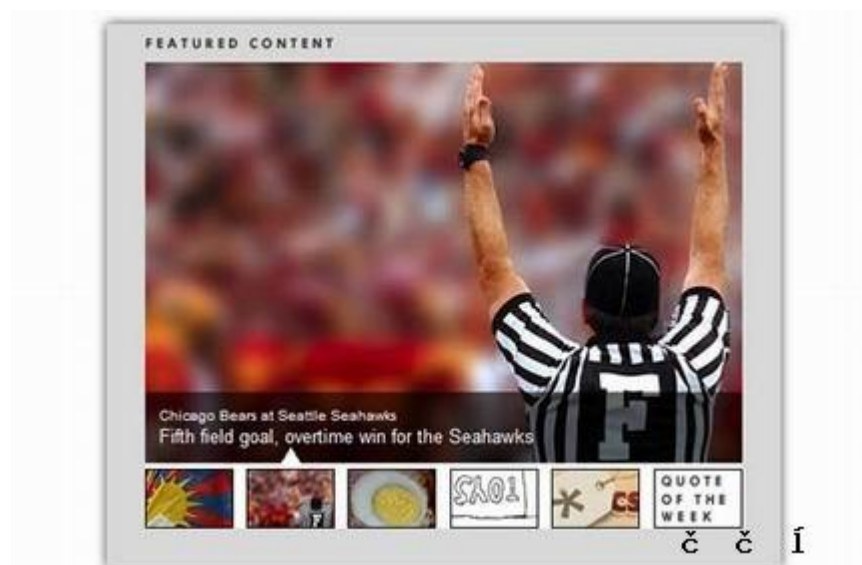 FEATURED CONTENT
F
Chicago Bears at Seattle Seahawks
Fifth field goal, overtime win for the Seahawks
F
TOYS
CS
QUOTE
OF THE
WEEK
č č Í